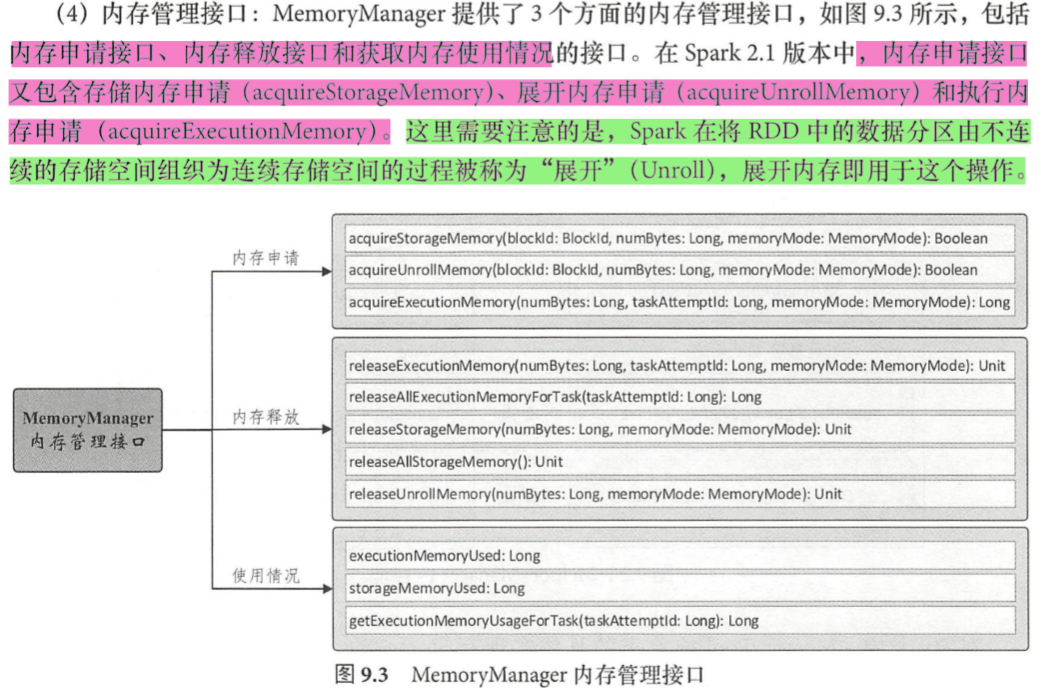 （4）内存管理接口：MemoryManager 提供了 3 个方面的内存管理接口，如图 9.3 所示，包括
内存申请接口、内存释放接口和获取内存使用情况的接口。在 Spark 2.1 版本中，内存申请接口
又包含存储内存申请（acquireStorageMemory）、展开内存申请（acquireUnrollMemory）和执行内
存申请（acquireExecutionMemory）。这里需要注意的是，Spark 在将 RDD 中的数据分区由不连
续的存储空间组织为连续存储空间的过程被称为“展开”（Unroll），展开内存即用于这个操作。
内存申请
acquireStorageMemory(blockId: BlockId, numBytes: Long, memoryMode: MemoryMode): Boolean
acquireUnrollMemory(blockId: BlockId, numBytes: Long, memoryMode: MemoryMode): Boolean
acquireExecutionMemory(numBytes: Long, taskAttemptId: Long, memoryMode: MemoryMode): Long
MemoryManager
内存管理接口
内存释放
releaseExecutionMemory(numBytes: Long, taskAttemptId: Long, memoryMode: MemoryMode): Unit
releaseAllExecutionMemoryForTask(taskAttemptId: Long): Long
releaseStorageMemory(numBytes: Long, memoryMode: MemoryMode): Unit
releaseAllStorageMemory(): Unit
releaseUnrollMemory(numBytes: Long, memoryMode: MemoryMode): Unit
使用情况
executionMemoryUsed: Long
storageMemoryUsed: Long
getExecutionMemoryUsageForTask(taskAttemptId: Long): Long
图 9.3 MemoryManager 内存管理接口